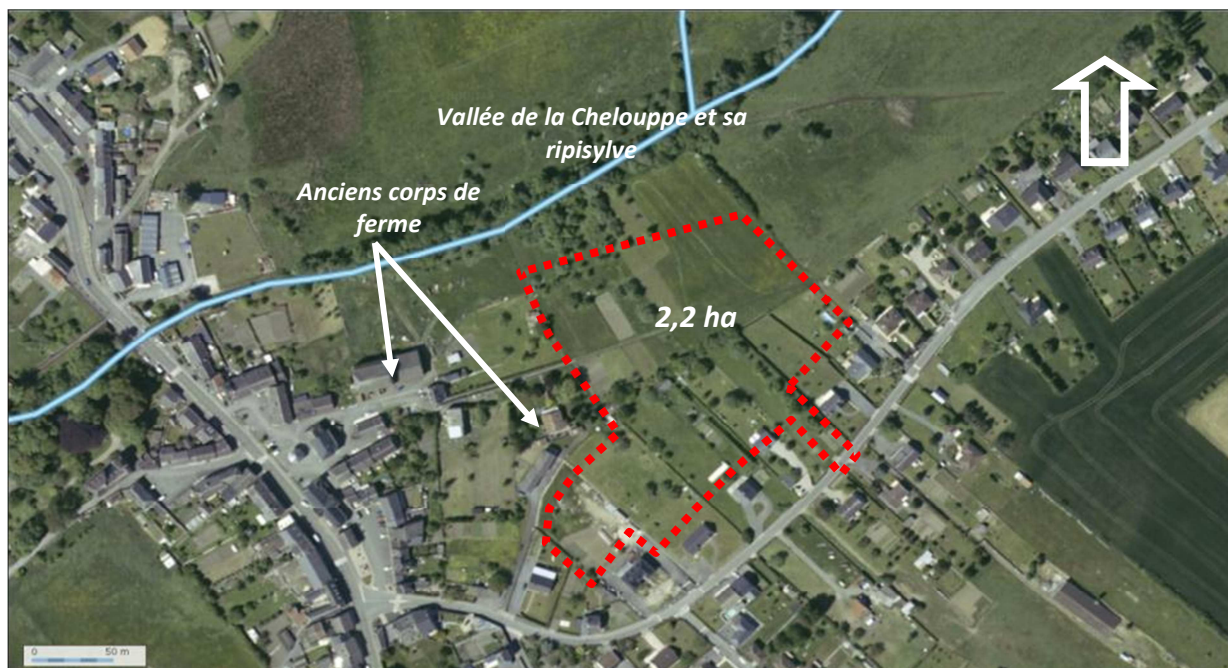 Vallée de la Chelouppe et sa
ripisylve
Anciens corps de
ferme
2,2 ha
0 50 m